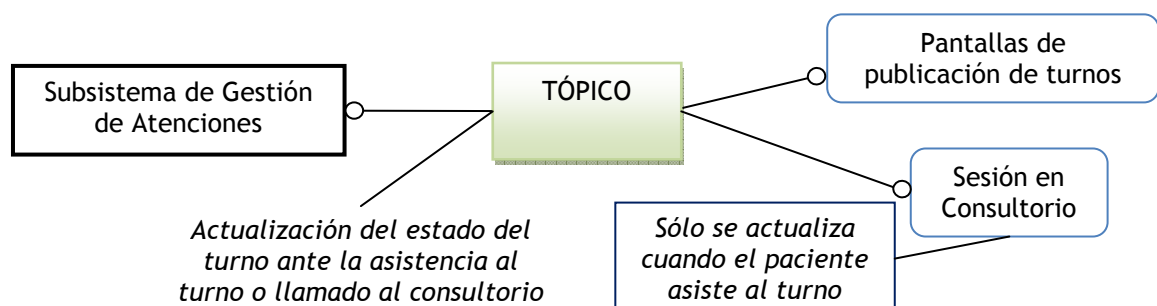 Subsistema de Gestión
de Atenciones
TÓPICO
Pantallas de
publicación de turnos
Sesión en
Consultorio
Actualización del estado del
turno ante la asistencia al
turno o llamado al consultorio
Sólo se actualiza
cuando el paciente
asiste al turno